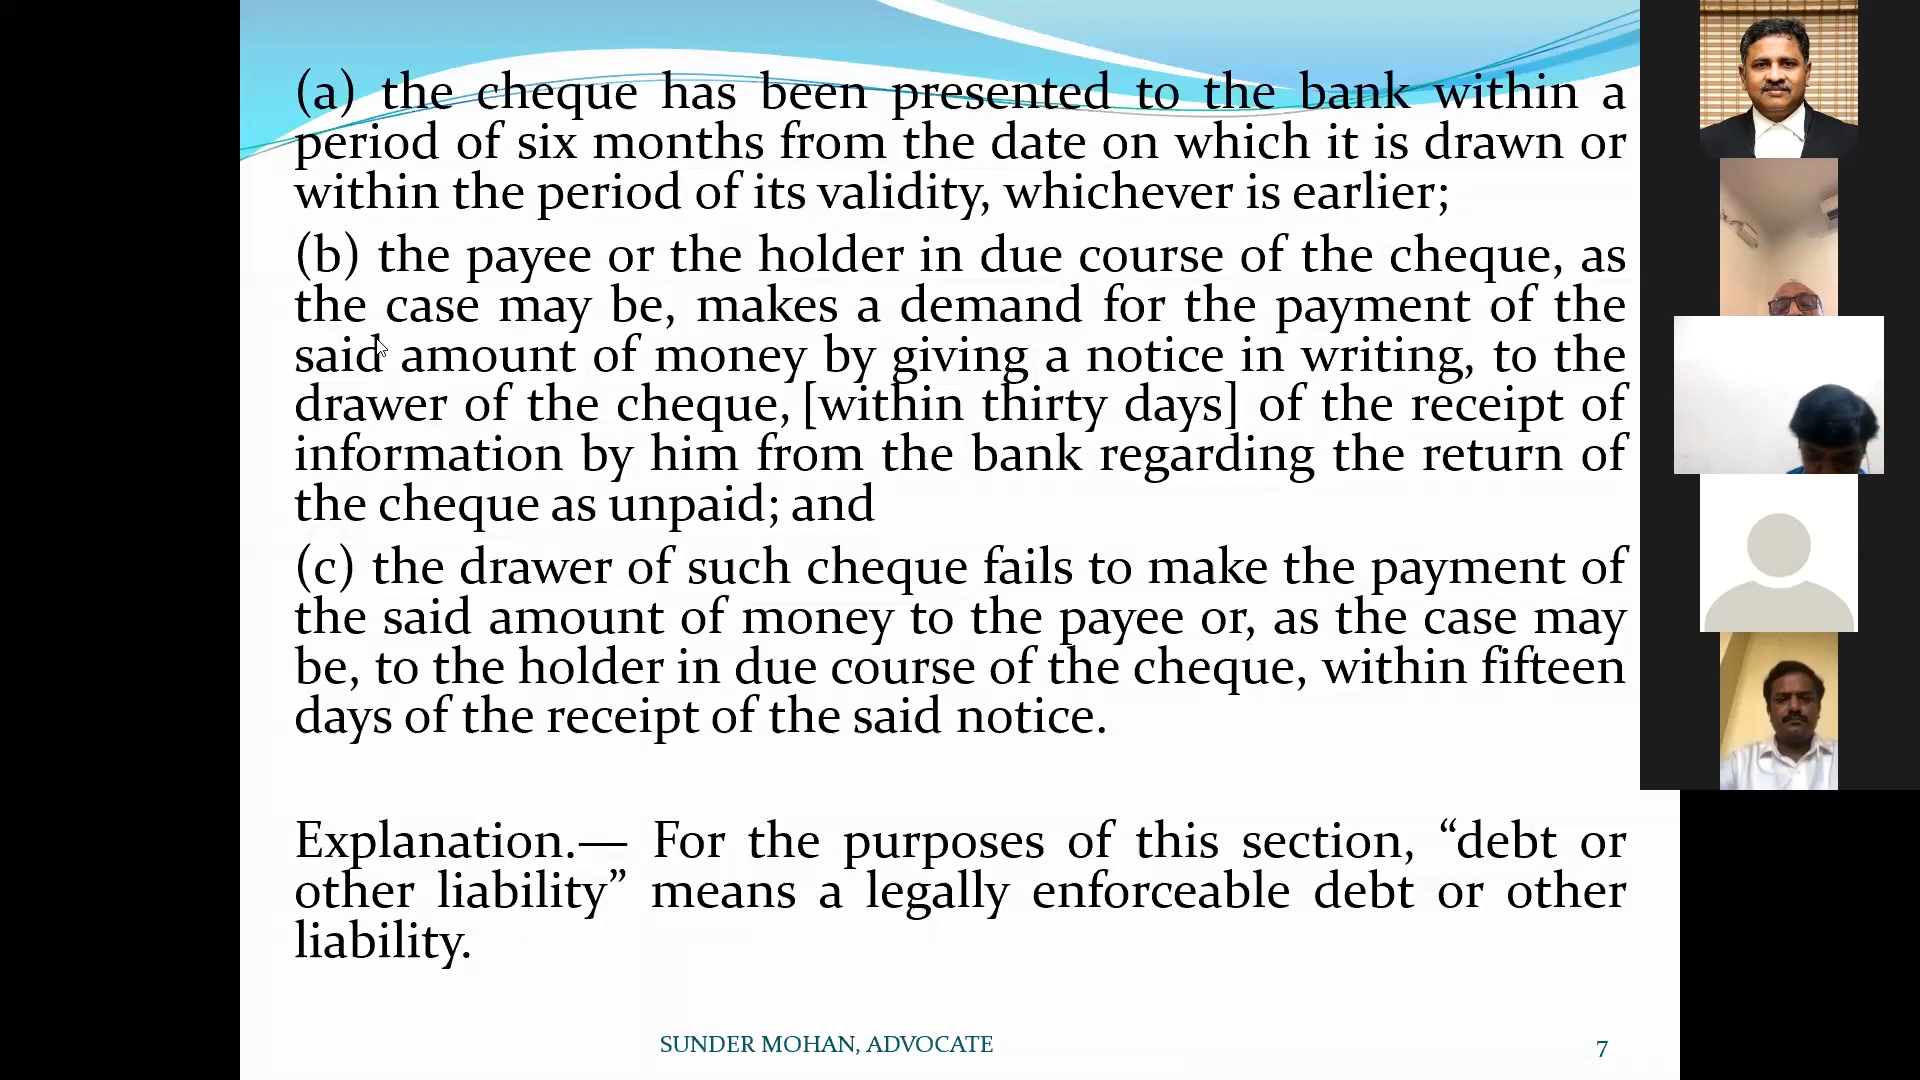 (a) the cheque has been presented to the bank within a
period of six months from the date on which it is drawn or
within the period of its validity, whichever is earlier;
(b) the payee or the holder in due course of the cheque, as
the case may be, makes a demand for the payment of the
said amount of money by giving a notice in writing, to the
drawer of the cheque, [within thirty days] of the receipt of
information by him from the bank regarding the return of
the cheque as unpaid; and
(c) the drawer of such cheque fails to make the payment of
the said amount of money to the payee or, as the case may
be, to the holder in due course of the cheque, within fifteen
days of the receipt of the said notice.
Explanation.— For the purposes of this section, “debt or
other liability” means a legally enforceable debt or other
liability.
SUNDER MOHAN, ADVOCATE
7